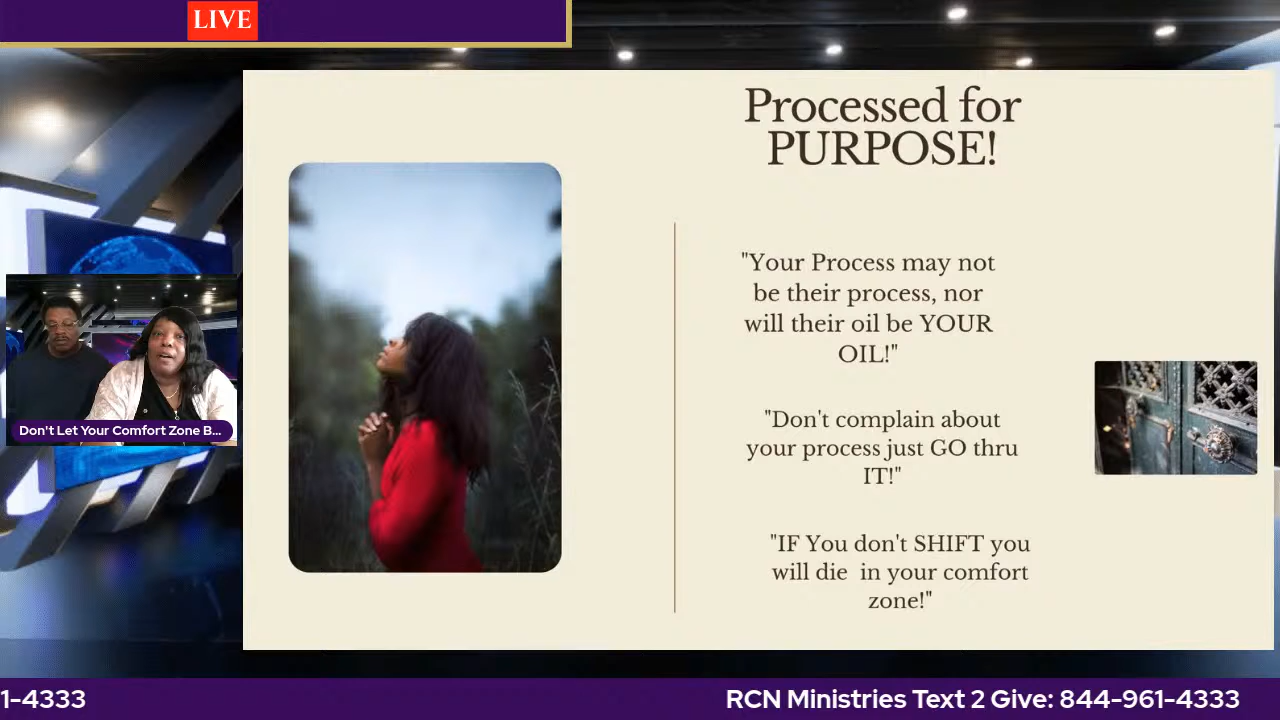 LIVE
Processed for
PURPOSE!
"Your Process may not
be their process, nor
will their oil be YOUR
OIL!"
"Don't complain about
your process just GO thru
IT!"
"IF You don't SHIFT you
will die in your comfort
zone!"
Don't Let Your Comfort Zone B...
1-4333
RCN Ministries Text 2 Give: 844-961-4333